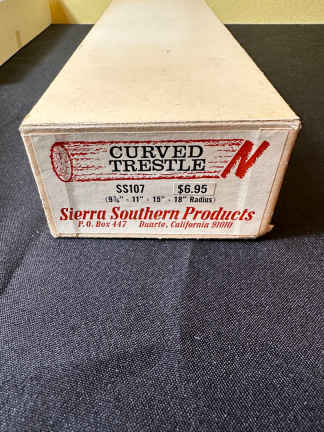 CURVED
TRESTLE
N
SS107 $6.95
(9¾" - 11" - 15" - 18" Radius)
Sierra Southern Products
P.O. Box 447 Duarte, California 91010